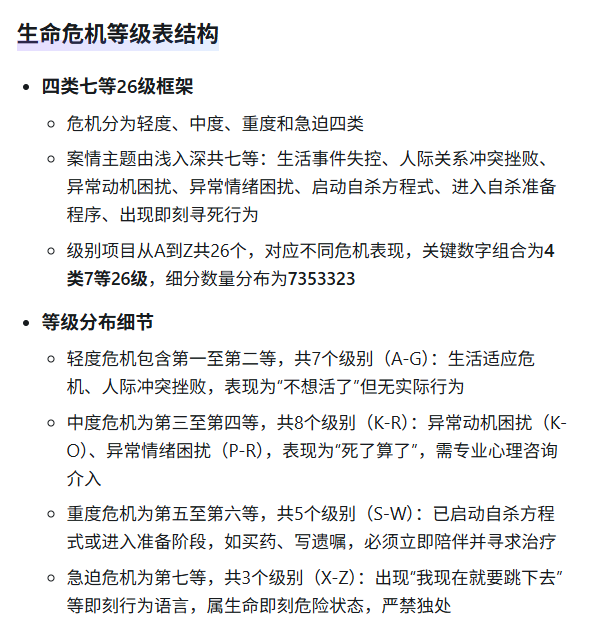 生命危机等级表结构
四类七等26级框架
危机分为轻度、中度、重度和急迫四类
案情主题由浅入深共七等：生活事件失控、人际关系冲突挫败、
异常动机困扰、异常情绪困扰、启动自杀方程式、进入自杀准备
程序、出现即刻寻死行为
级别项目从A到Z共26个，对应不同危机表现，关键数字组合为4
类7等26级，细分数量分布为7353323
等级分布细节
轻度危机包含第一至第二等，共7个级别（A-G）：生活适应危
机、人际冲突挫败，表现为“不想活了”但无实际行为
中度危机为第三至第四等，共8个级别（K-R）：异常动机困扰（K-
O）、异常情绪困扰（P-R），表现为“死了算了”，需专业心理咨询
介入
重度危机为第五至第六等，共5个级别（S-W）：已启动自杀方程
式或进入准备阶段，如买药、写遗嘱，必须立即陪伴并寻求治疗
急迫危机为第七等，共3个级别（X-Z）：出现“我现在就要跳下去”
等即刻行为语言，属生命即刻危险状态，严禁独处